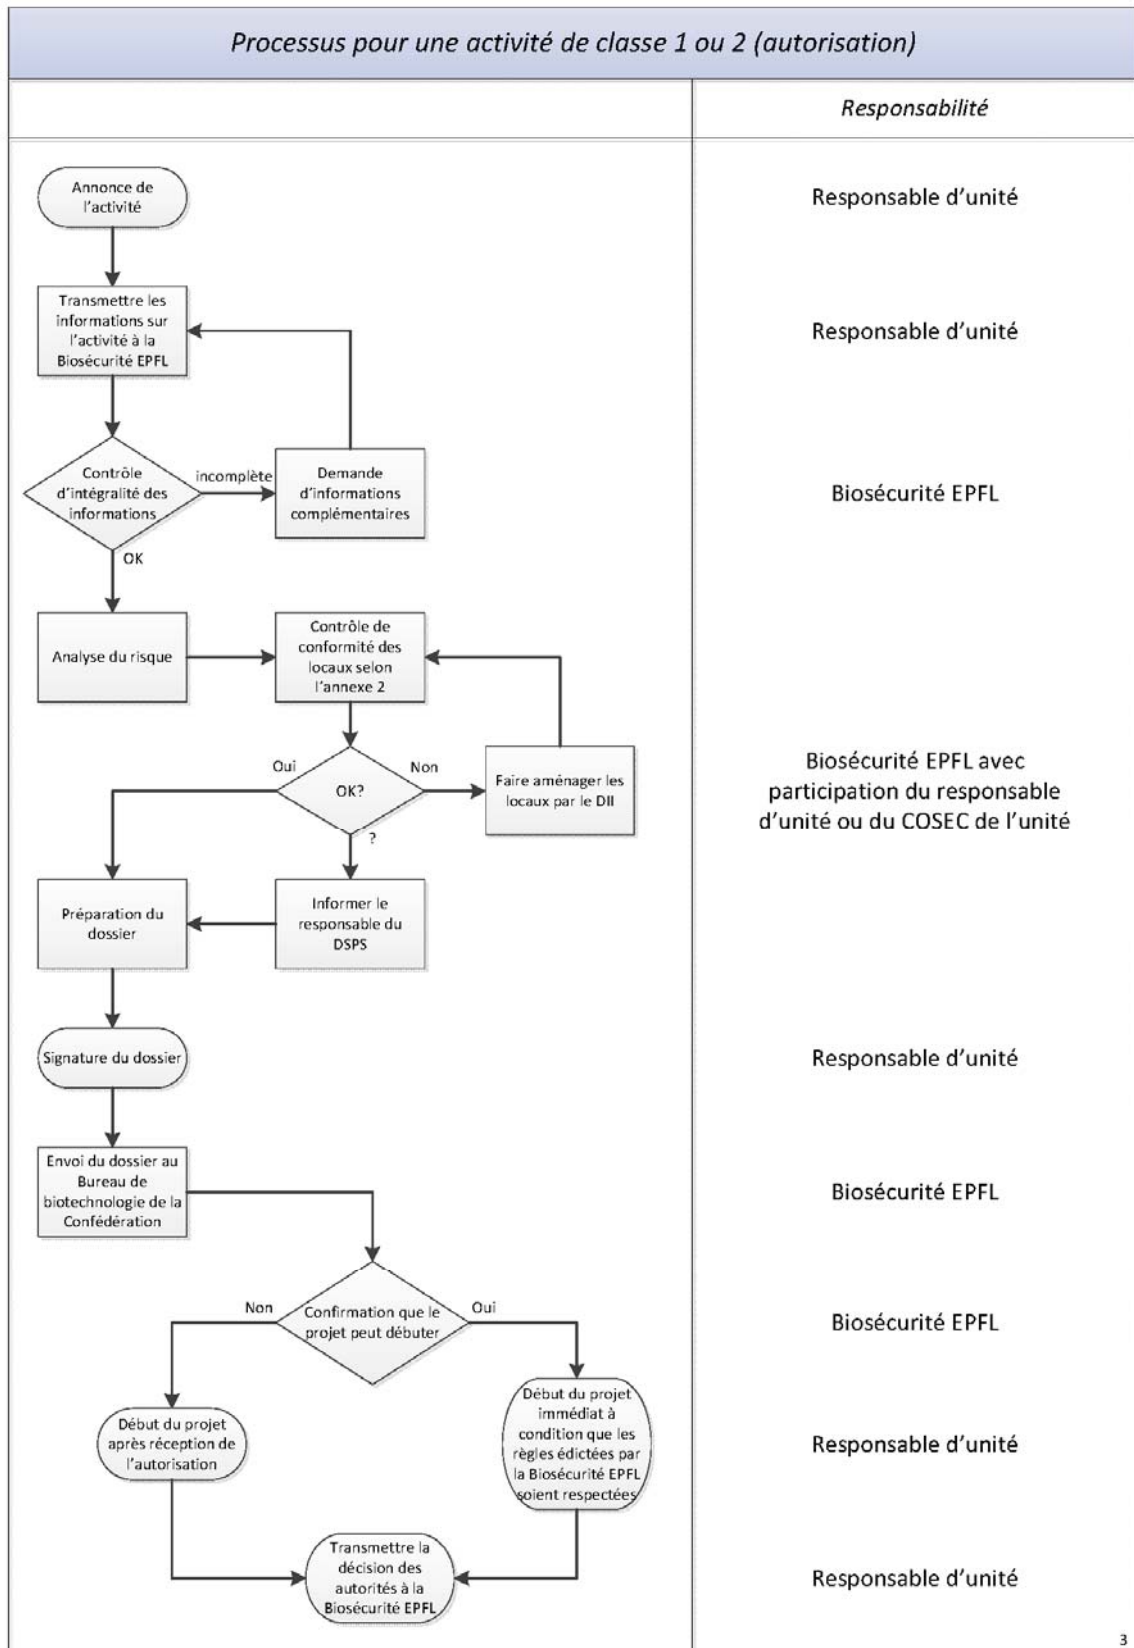 Processus pour une activité de classe 1 ou 2 (autorisation)
Responsabilité
Annonce de
l'activité
Responsable d'unité
Transmettre les
informations sur
l'activité à la
Biosécurité EPFL
Responsable d'unité
Contrôle
d'intégralité des
informations
incomplète
Demande
d'informations
complémentaires
Biosécurité EPFL
OK
Analyse du risque
Contrôle de
conformité des
locaux selon
l'annexe 2
Oui
OK?
Non
Faire aménager les
locaux par le DII
?
Biosécurité EPFL avec
participation du responsable
d'unité ou du COSEC de l'unité
Préparation du
dossier
Informer le
responsable du
DSPS
Signature du dossier
Responsable d'unité
Envoi du dossier au
Bureau de
biotechnologie de la
Confédération
Biosécurité EPFL
Non
Confirmation que le
projet peut débuter
Oui
Biosécurité EPFL
Début du projet
après réception de
l'autorisation
Début du projet
immédiat à
condition que les
règles édictées par
la Biosécurité EPFL
soient respectées
Responsable d'unité
Transmettre la
décision des
autorités à la
Biosécurité EPFL
Responsable d'unité
3